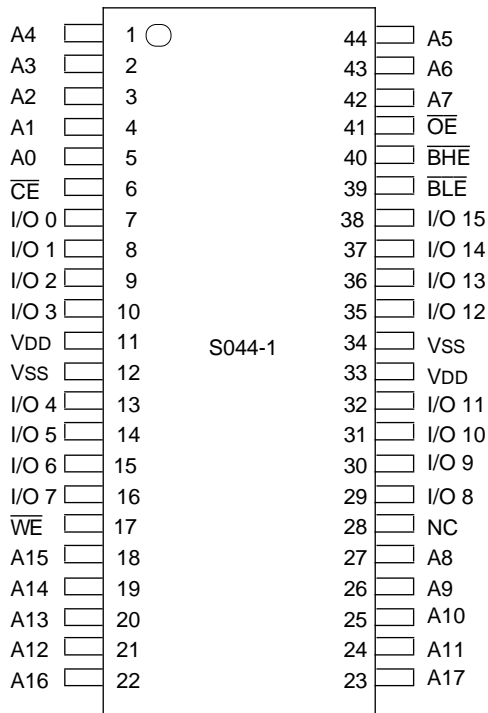 A4 1 44 A5
A3 2 43 A6
A2 3 42 A7
A1 4 41 OE
A0 5 40 BHE
CE 6 39 BLE
I/O 0 7 38 I/O 15
I/O 1 8 37 I/O 14
I/O 2 9 36 I/O 13
I/O 3 10 35 I/O 12
VDD 11 S044-1 34 VSS
VSS 12 33 VDD
I/O 4 13 32 I/O 11
I/O 5 14 31 I/O 10
I/O 6 15 30 I/O 9
I/O 7 16 29 I/O 8
WE 17 28 NC
A15 18 27 A8
A14 19 26 A9
A13 20 25 A10
A12 21 24 A11
A16 22 23 A17